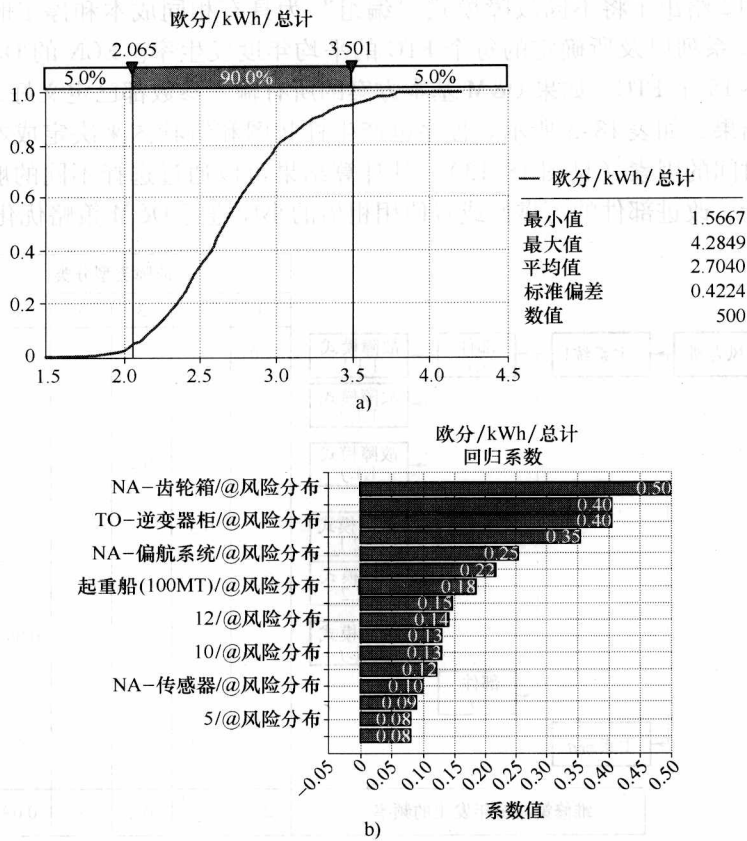 欧分/kWh/总计
2.065 3.501
5.0% 90.0% 5.0%
1.0
0.8
0.6
0.4
0.2
0
1.5 2.0 2.5 3.0 3.5 4.0 4.5
— 欧分/kWh/总计
最小值 1.5667
最大值 4.2849
平均值 2.7040
标准偏差 0.4224
数值 500
a)
欧分/kWh/总计
回归系数
NA-齿轮箱/@风险分布 0.50
0.40
TO-逆变器柜/@风险分布 0.40
0.35
NA-偏航系统/@风险分布 0.25
0.22
起重船(100MT)/@风险分布 0.18
0.15
12/@风险分布 0.14
0.13
10/@风险分布 0.13
0.12
NA-传感器/@风险分布 0.10
0.09
5/@风险分布 0.08
0.08
-0.05 0 0.05 0.10 0.15 0.20 0.25 0.30 0.35 0.40 0.45 0.50
系数值
b)